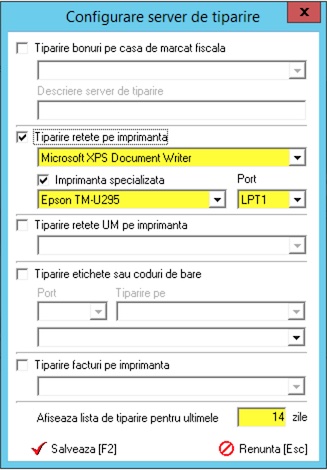 Configurare server de tiparire
x
Tiparire bonuri pe casa de marcat fiscala
Descriere server de tiparire
Tiparire retete pe imprimanta
Microsoft XPS Document Writer
Imprimanta specializata Port
Epson TM-U295 LPT1
Tiparire retete UM pe imprimanta
Tiparire etichete sau coduri de bare
Port Tiparire pe
Tiparire facturi pe imprimanta
Afiseaza lista de tiparire pentru ultimele 14 zile
Salveaza [F2] Renunta [Esc]